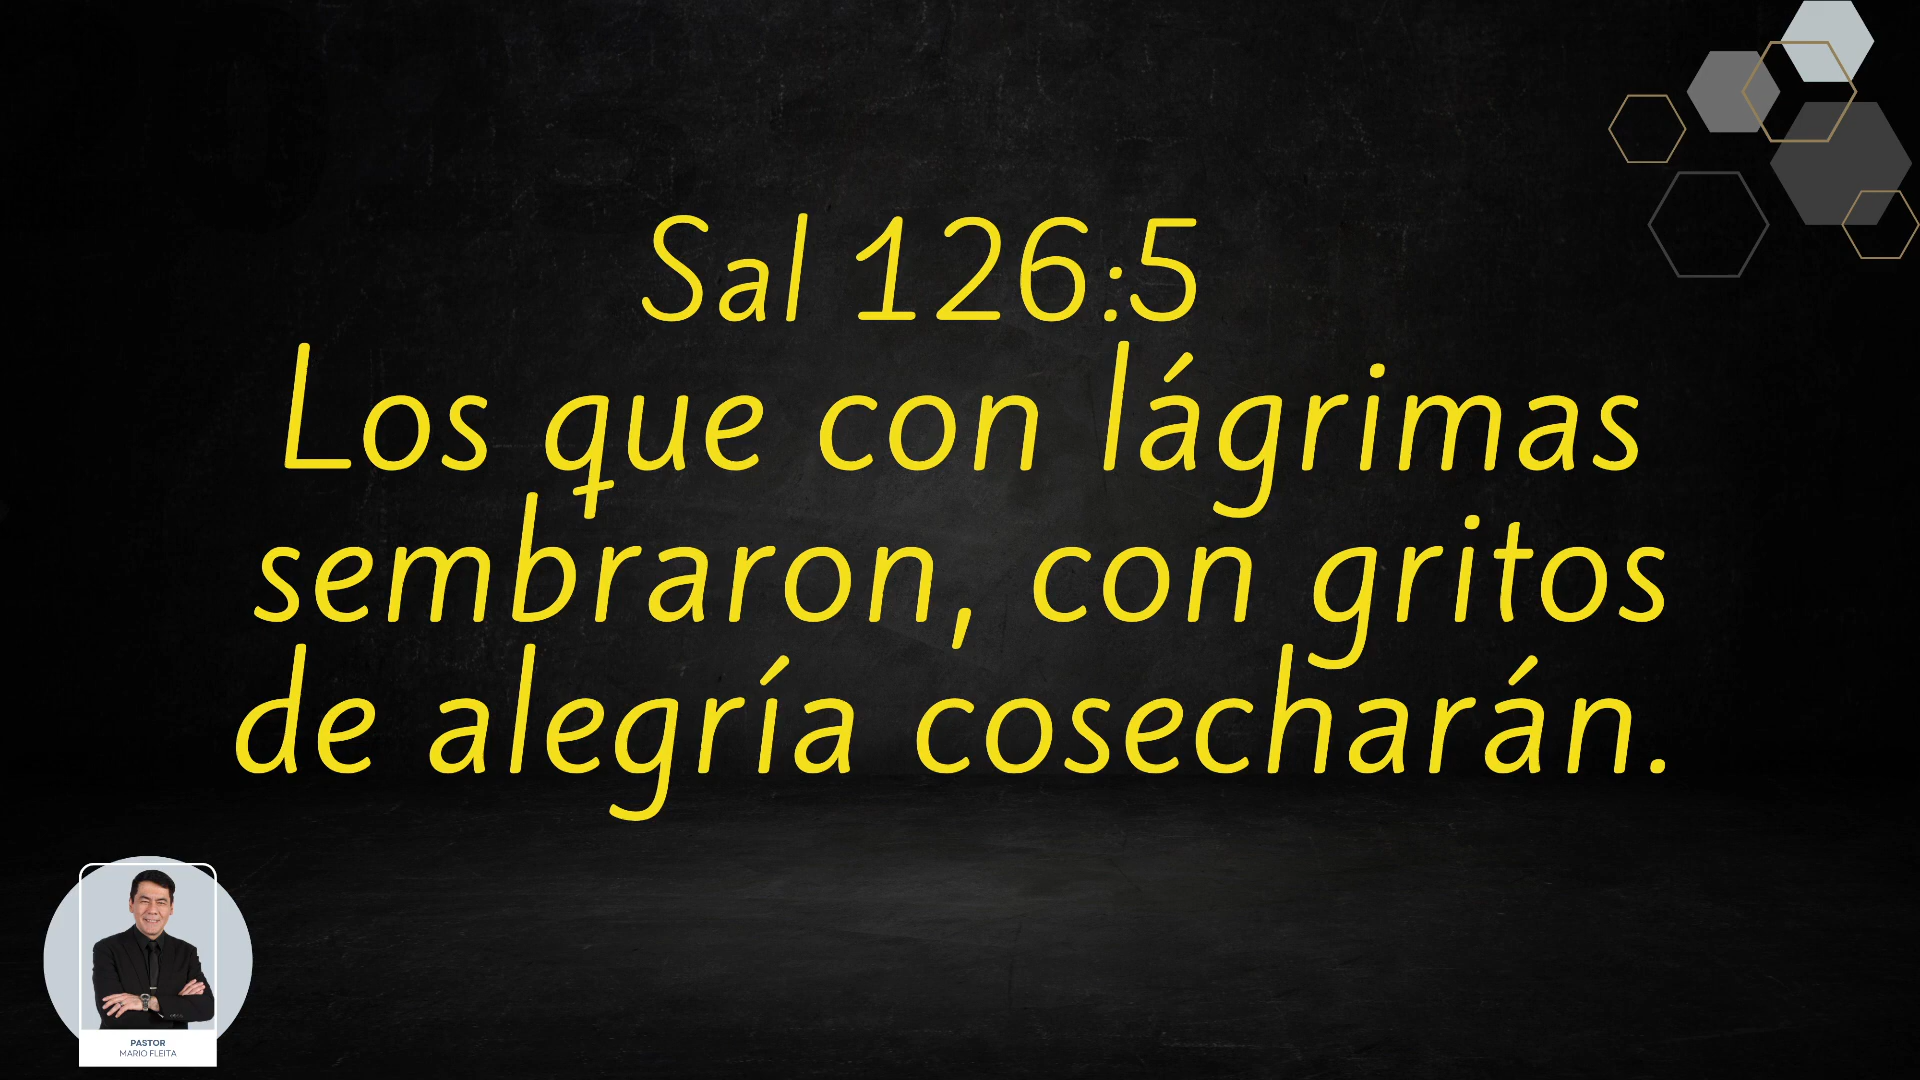 Sal 126:5
Los que con lágrimas
sembraron, con gritos
de alegría cosecharán.
PASTOR
MARIO FLEITA